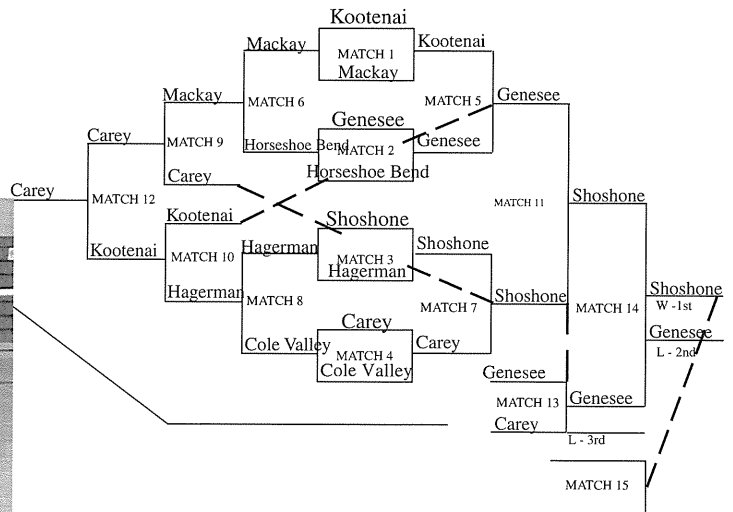 Kootenai
Mackay
MATCH 1
Kootenai
Mackay
Mackay
MATCH 6
MATCH 5
Genesee
Genesee
Carey
MATCH 9
Horseshoe Bend
MATCH 2
Genesee
Horseshoe Bend
Carey
Carey
MATCH 12
MATCH 11
Shoshone
Kootenai
Shoshone
Kootenai
MATCH 10
Hagerman
MATCH 3
Shoshone
Hagerman
Hagerman
MATCH 8
MATCH 7
Shoshone
MATCH 14
Shoshone
W -1st
Carey
Cole Valley
MATCH 4
Carey
Genesee
L - 2nd
Cole Valley
Genesee
MATCH 13
Genesee
Carey
L - 3rd
MATCH 15